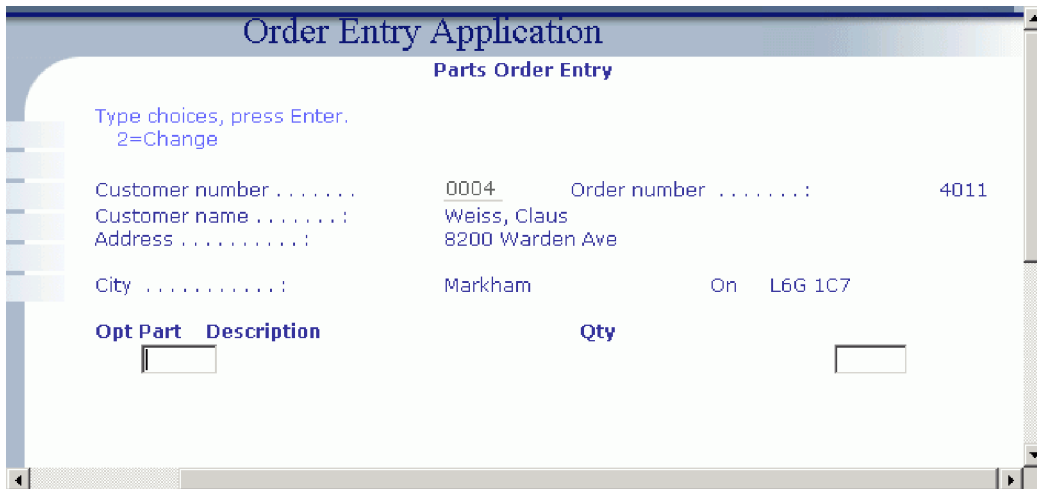 Order Entry Application
Parts Order Entry
Type choices, press Enter.
2=Change
Customer number . . . . . . . 0004 Order number . . . . . . . : 4011
Customer name . . . . . . . : Weiss, Claus
Address . . . . . . . . . . : 8200 Warden Ave
City . . . . . . . . . . . : Markham On L6G 1C7
Opt Part Description Qty